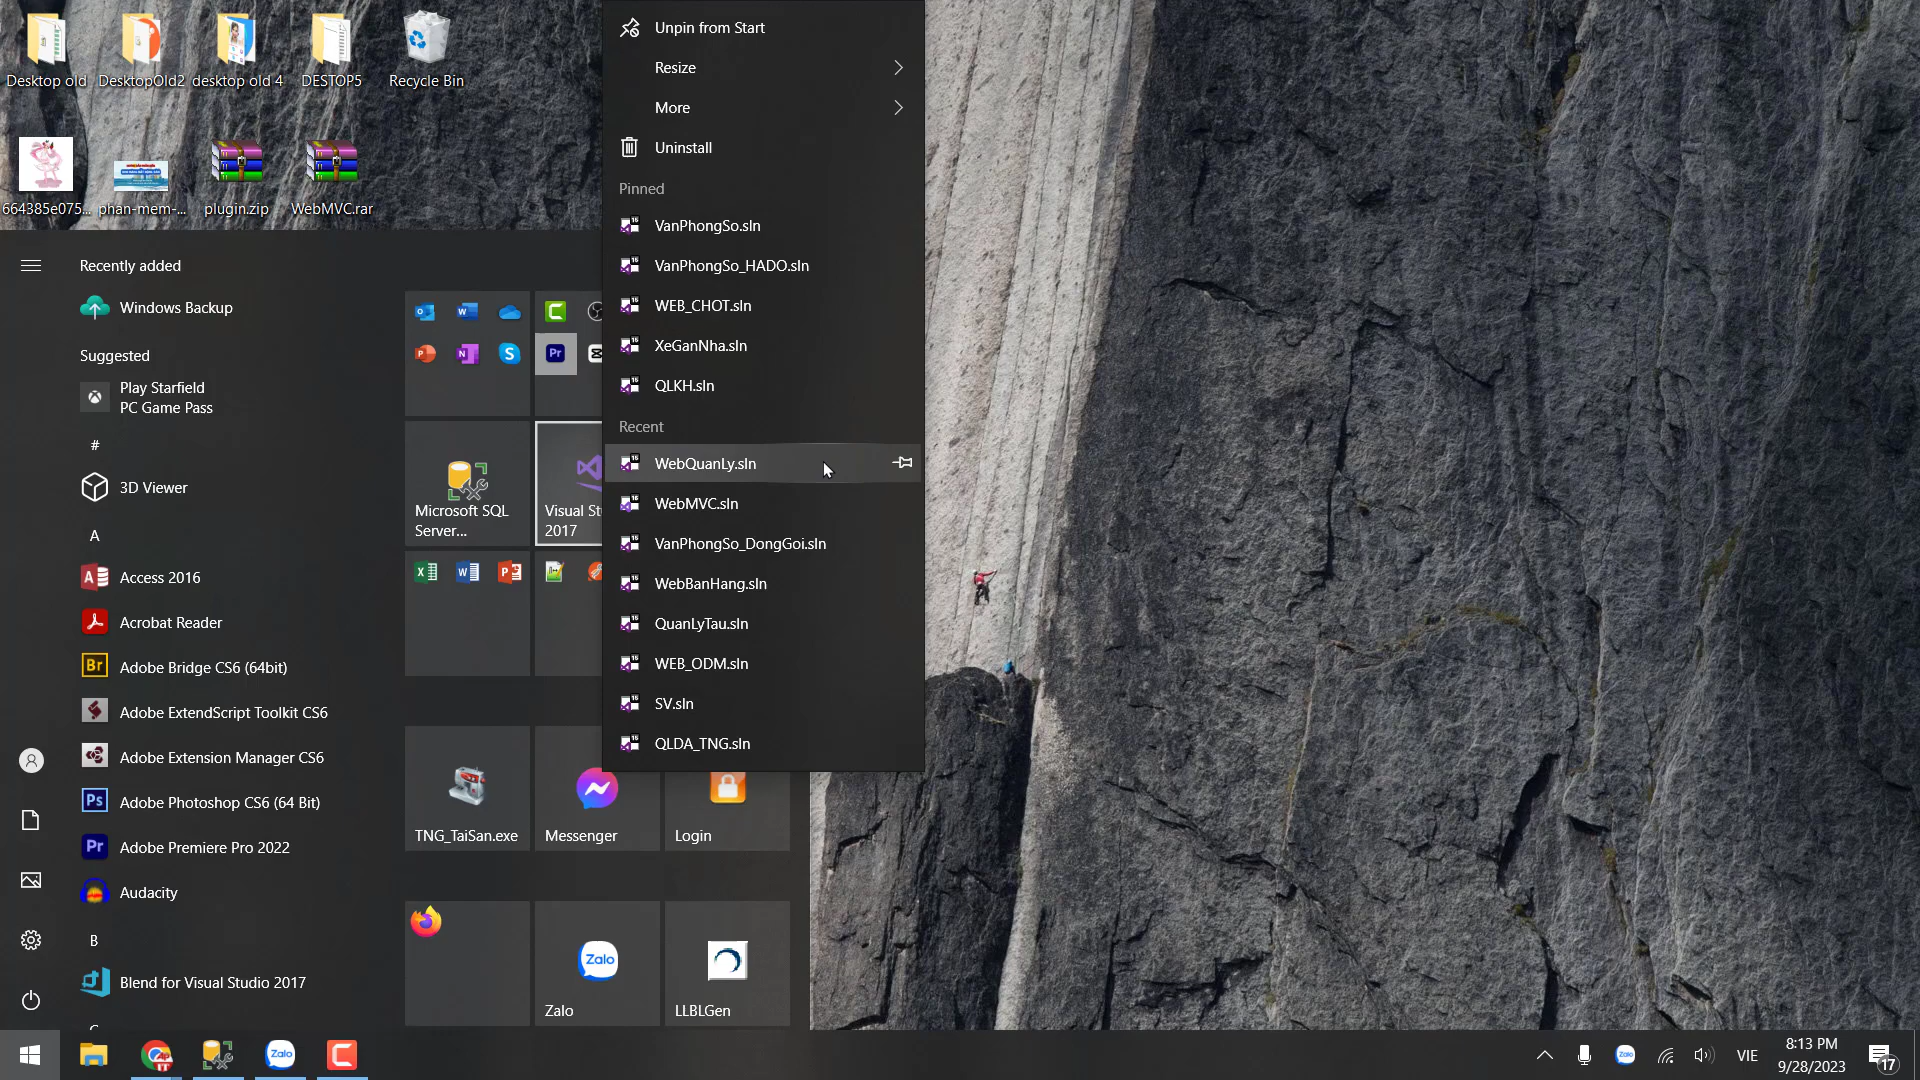 Desktop old
DesktopOld2
desktop old 4
DESTOP5
Recycle Bin
664385e075...
phan-mem-...
plugin.zip
WebMVC.rar
Recently added
Windows Backup
Suggested
Play Starfield
PC Game Pass
#
3D Viewer
A
Access 2016
Acrobat Reader
Adobe Bridge CS6 (64bit)
Adobe ExtendScript Toolkit CS6
Adobe Extension Manager CS6
Adobe Photoshop CS6 (64 Bit)
Adobe Premiere Pro 2022
Audacity
B
Blend for Visual Studio 2017
Microsoft SQL
Server...
Visual St
2017
TNG_TaiSan.exe
Messenger
Login
Zalo
Zalo
LLBLGen
Unpin from Start
Resize
More
Uninstall
Pinned
VanPhongSo.sln
VanPhongSo_HADO.sln
WEB_CHOT.sln
XeGanNha.sln
QLKH.sln
Recent
WebQuanLy.sln
WebMVC.sln
VanPhongSo_DongGoi.sln
WebBanHang.sln
QuanLyTau.sln
WEB_ODM.sln
SV.sln
QLDA_TNG.sln
Zalo
VIE
8:13 PM
9/28/2023
17